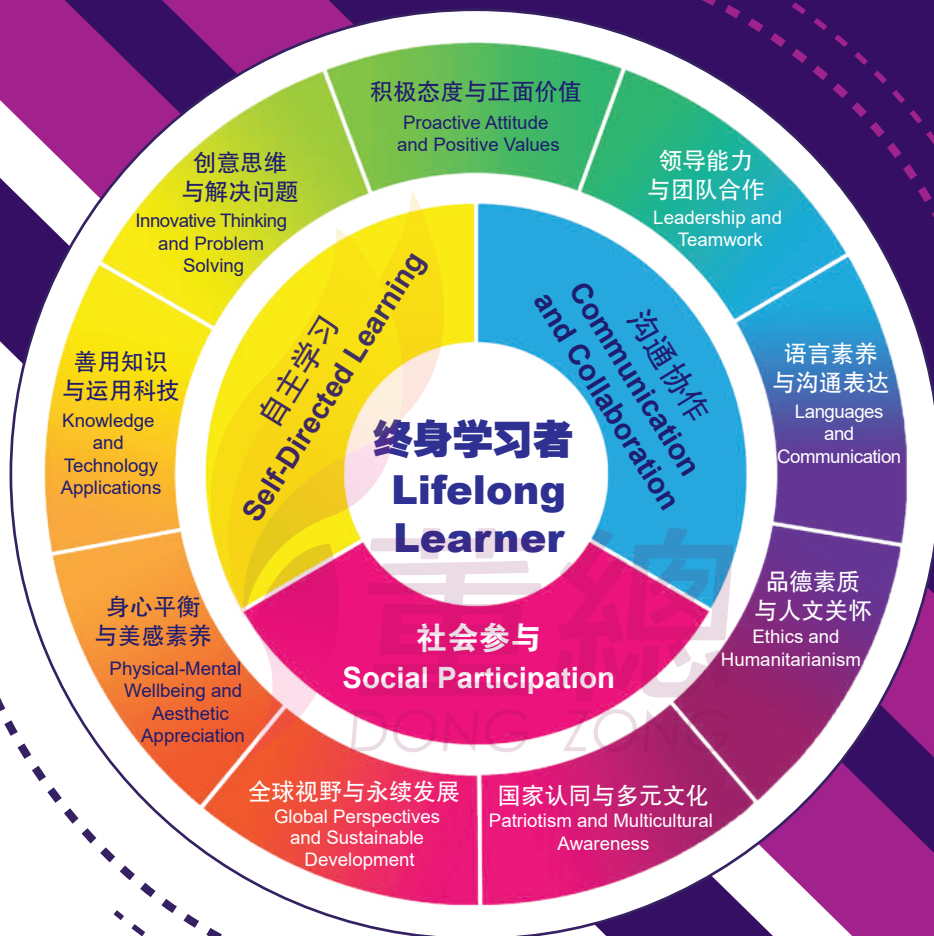 积极态度与正面价值
Proactive Attitude
and Positive Values
领导能力
与团队合作
Leadership and
Teamwork
语言素养
与沟通表达
Languages
and
Communication
品德素质
与人文关怀
Ethics and
Humanitarianism
国家认同与多元文化
Patriotism and Multicultural
Awareness
全球视野与永续发展
Global Perspectives
and Sustainable
Development
身心平衡
与美感素养
Physical-Mental
Wellbeing and
Aesthetic
Appreciation
善用知识
与运用科技
Knowledge
and
Technology
Applications
创意思维
与解决问题
Innovative Thinking
and Problem
Solving
自主学习
Self-Directed Learning
沟通协作
Communication
and Collaboration
社会参与
Social Participation
终身学习者
Lifelong
Learner
董總
DONG ZONG